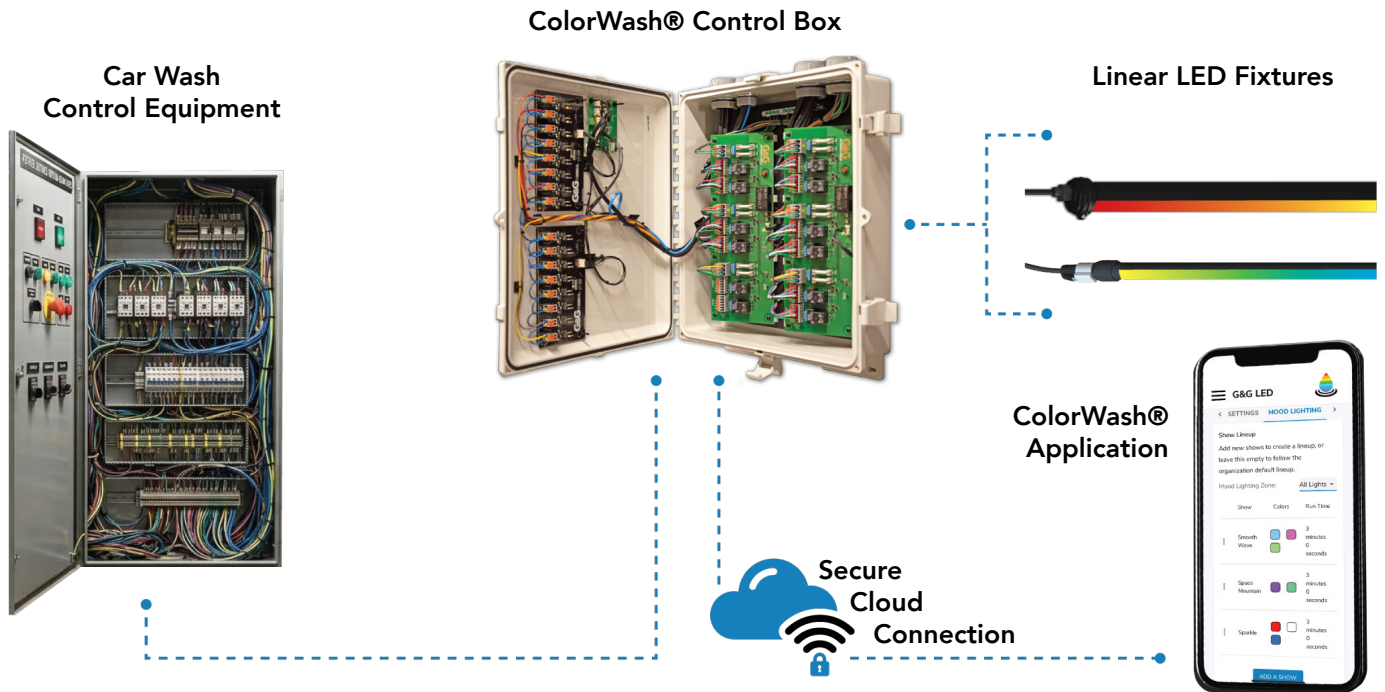 ColorWash® Control Box
Car Wash
Control Equipment
Linear LED Fixtures
G&G
G&G
G&G
G&G
ColorWash®
Application
G&G LED
< SETTINGS MOOD LIGHTING >
Show Lineup
Add new shows to create a lineup, or
leave this empty to follow the
organization default lineup.
Mood Lighting Zone: All Lights
Show Colors Run Time
Smooth
Wave
3
minutes
0
seconds
Space
Mountain
3
minutes
0
seconds
Sparkle
3
minutes
0
seconds
ADD A SHOW
Secure
Cloud
Connection